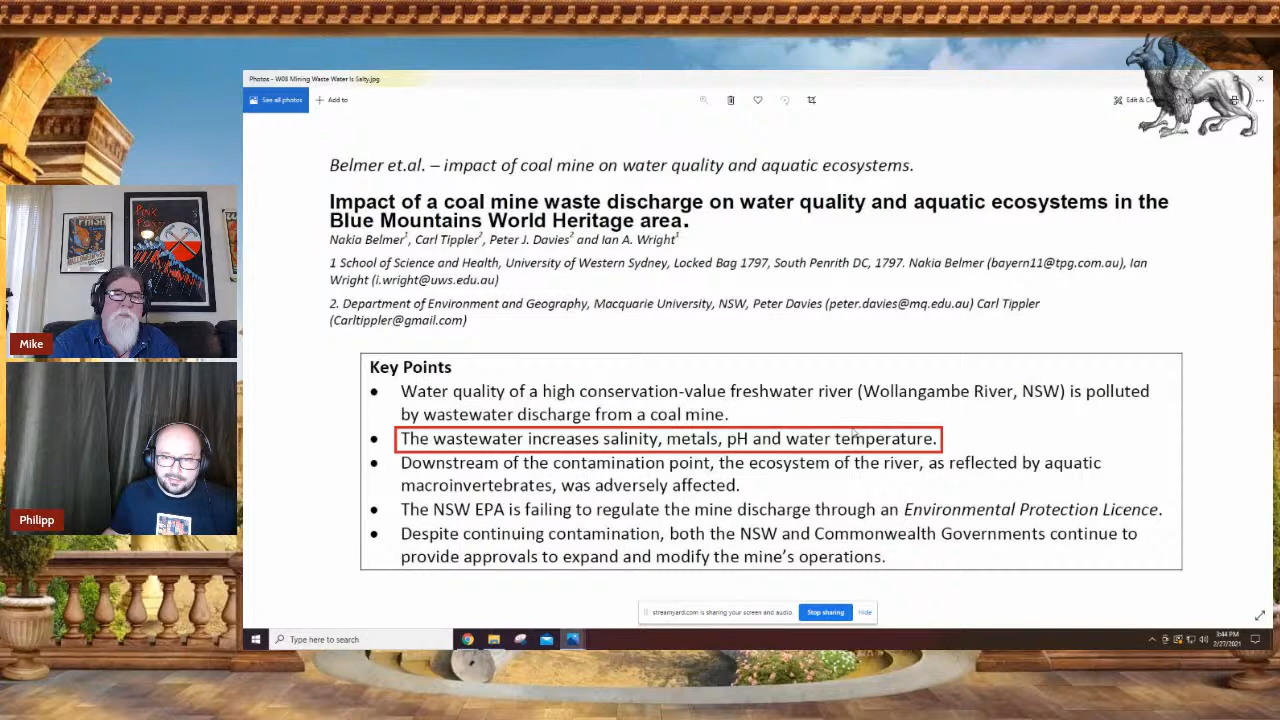 Photos - W08 Mining Waste Water Is Salty.jpg
See all photos
Add to
Belmer et.al. – impact of coal mine on water quality and aquatic ecosystems.
Impact of a coal mine waste discharge on water quality and aquatic ecosystems in the
Blue Mountains World Heritage area.
Nakia Belmer1, Carl Tippler2, Peter J. Davies2 and Ian A. Wright1
1 School of Science and Health, University of Western Sydney, Locked Bag 1797, South Penrith DC, 1797. Nakia Belmer (bayern11@tpg.com.au), Ian
Wright (i.wright@uws.edu.au)
2. Department of Environment and Geography, Macquarie University, NSW, Peter Davies (peter.davies@mq.edu.au) Carl Tippler
(Carltippler@gmail.com)
Key Points
• Water quality of a high conservation-value freshwater river (Wollangambe River, NSW) is polluted
by wastewater discharge from a coal mine.
• The wastewater increases salinity, metals, pH and water temperature.
• Downstream of the contamination point, the ecosystem of the river, as reflected by aquatic
macroinvertebrates, was adversely affected.
• The NSW EPA is failing to regulate the mine discharge through an Environmental Protection Licence.
• Despite continuing contamination, both the NSW and Commonwealth Governments continue to
provide approvals to expand and modify the mine's operations.
PINK
Mike
Philipp
streamyard.com is sharing your screen and audio.
Stop sharing
Hide
Type here to search
3:44 PM
2/27/2021